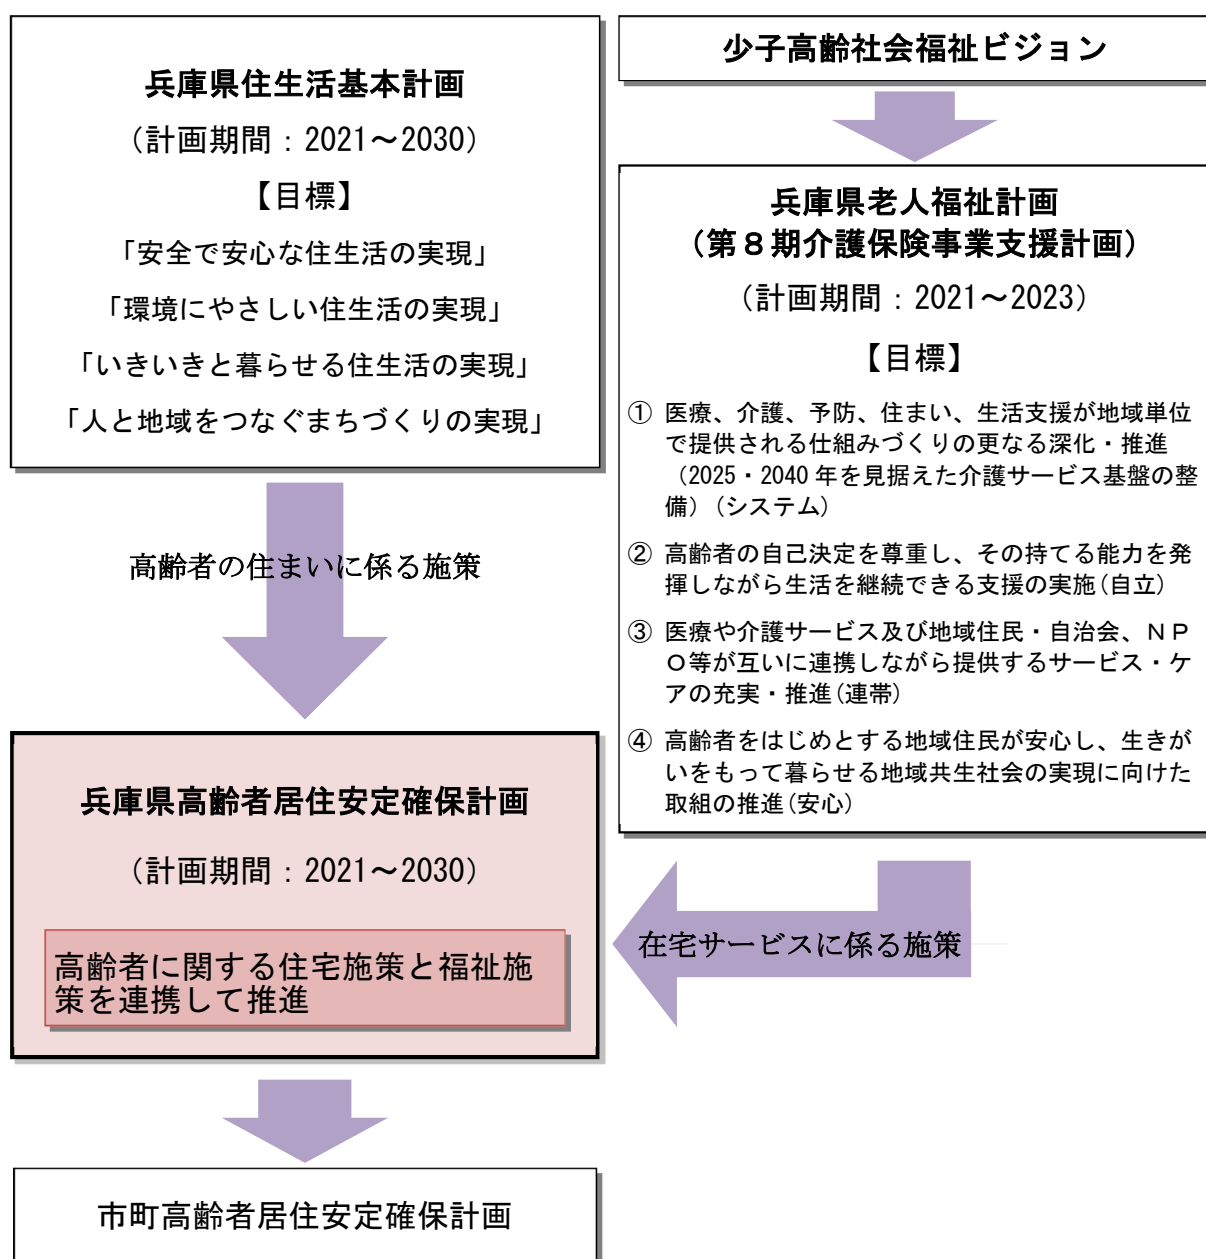 兵庫県住生活基本計画
（計画期間：2021～2030）
【目標】
「安全で安心な住生活の実現」
「環境にやさしい住生活の実現」
「いきいきと暮らせる住生活の実現」
「人と地域をつなぐまちづくりの実現」
高齢者の住まいに係る施策
少子高齢社会福祉ビジョン
兵庫県老人福祉計画
（第８期介護保険事業支援計画）
（計画期間：2021～2023）
【目標】
① 医療、介護、予防、住まい、生活支援が地域単位
で提供される仕組みづくりの更なる深化・推進
（2025・2040 年を見据えた介護サービス基盤の整
備）(システム)
② 高齢者の自己決定を尊重し、その持てる能力を発
揮しながら生活を継続できる支援の実施(自立)
③ 医療や介護サービス及び地域住民・自治会、ＮＰ
Ｏ等が互いに連携しながら提供するサービス・ケ
アの充実・推進(連帯)
④ 高齢者をはじめとする地域住民が安心し、生きが
いをもって暮らせる地域共生社会の実現に向けた
取組の推進(安心)
在宅サービスに係る施策
兵庫県高齢者居住安定確保計画
（計画期間：2021～2030）
高齢者に関する住宅施策と福祉施
策を連携して推進
市町高齢者居住安定確保計画